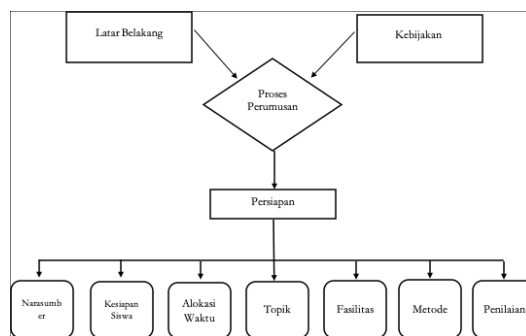 Latar Belakang
Kebijakan
Proses
Perumusan
Persiapan
Narasumb
er
Kesiapan
Siswa
Alokasi
Waktu
Topik
Fasilitas
Metode
Penilaian